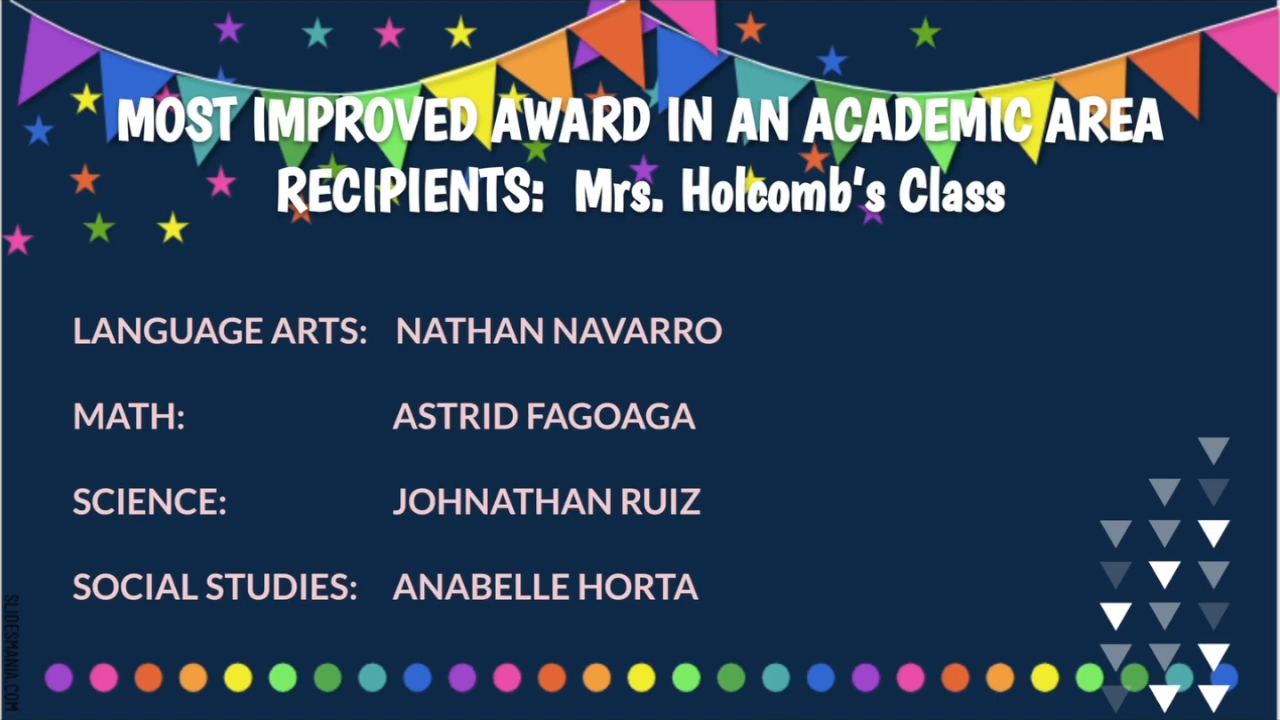 MOST IMPROVED AWARD IN AN ACADEMIC AREA
RECIPIENTS: Mrs. Holcomb's Class
LANGUAGE ARTS: NATHAN NAVARRO
MATH: ASTRID FAGOAGA
SCIENCE: JOHNATHAN RUIZ
SOCIAL STUDIES: ANABELLE HORTA
SLIDESMANIA.COM